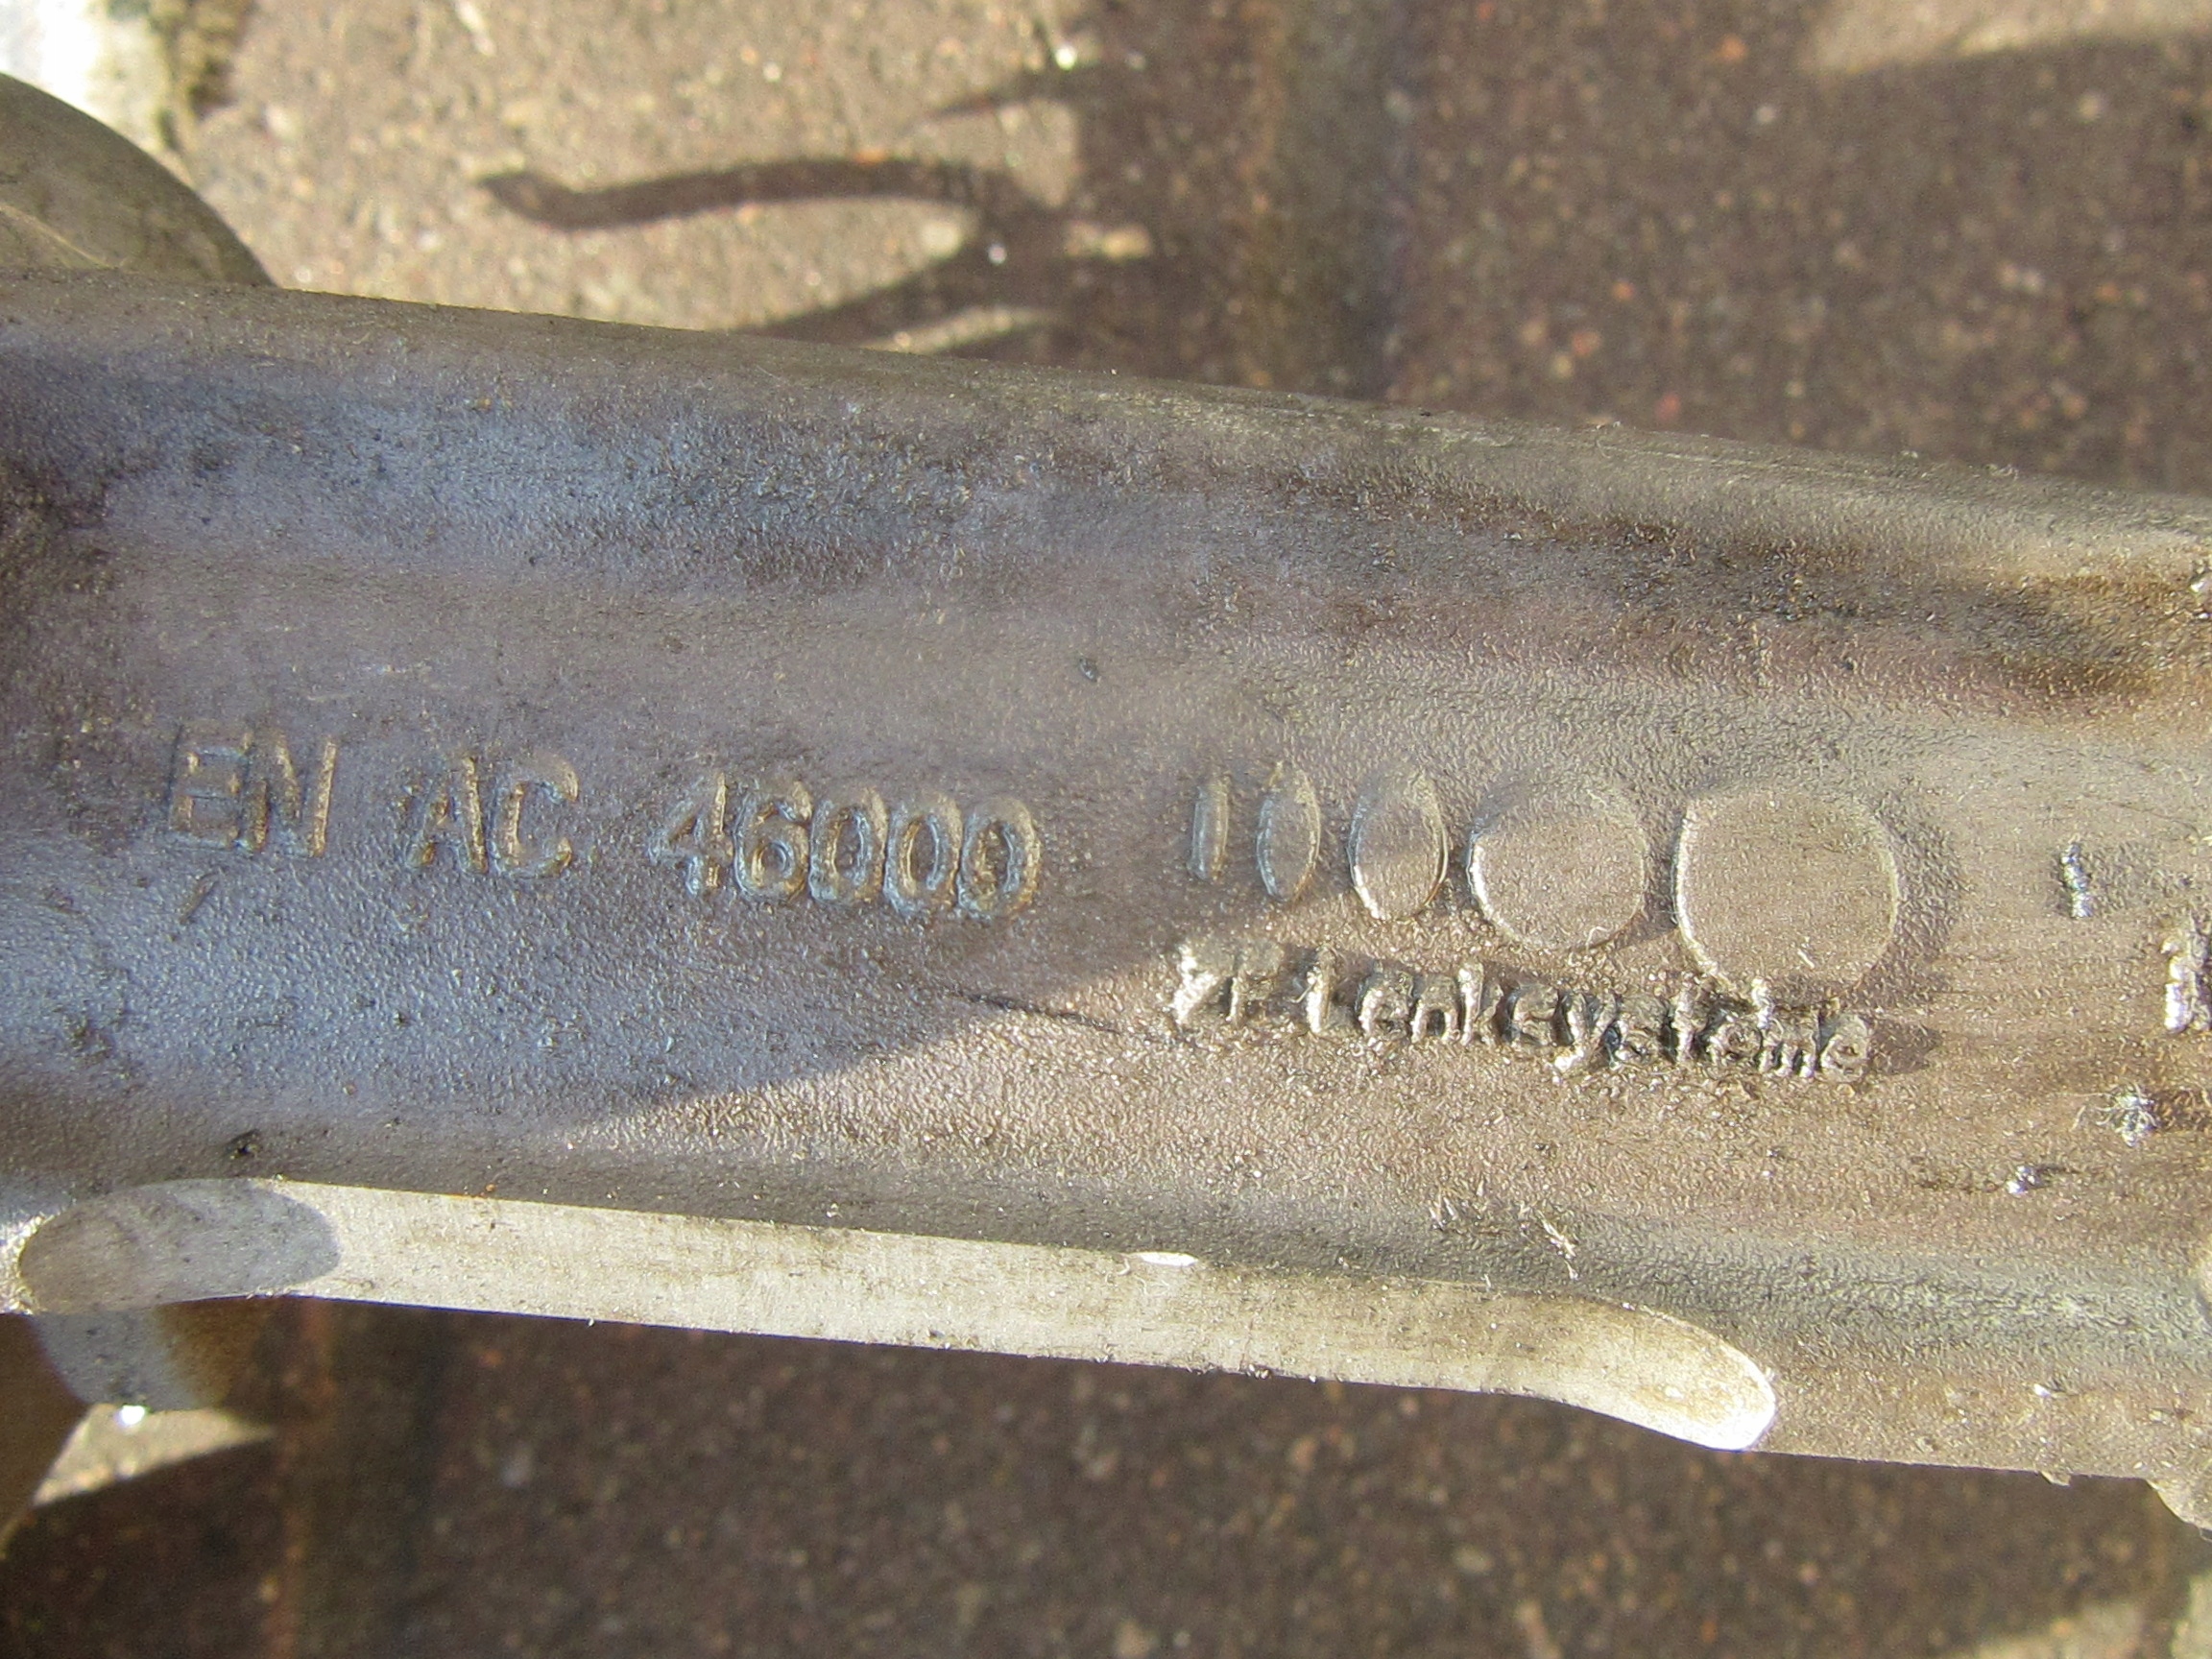 EN AC 46000
ZF Lenksysteme